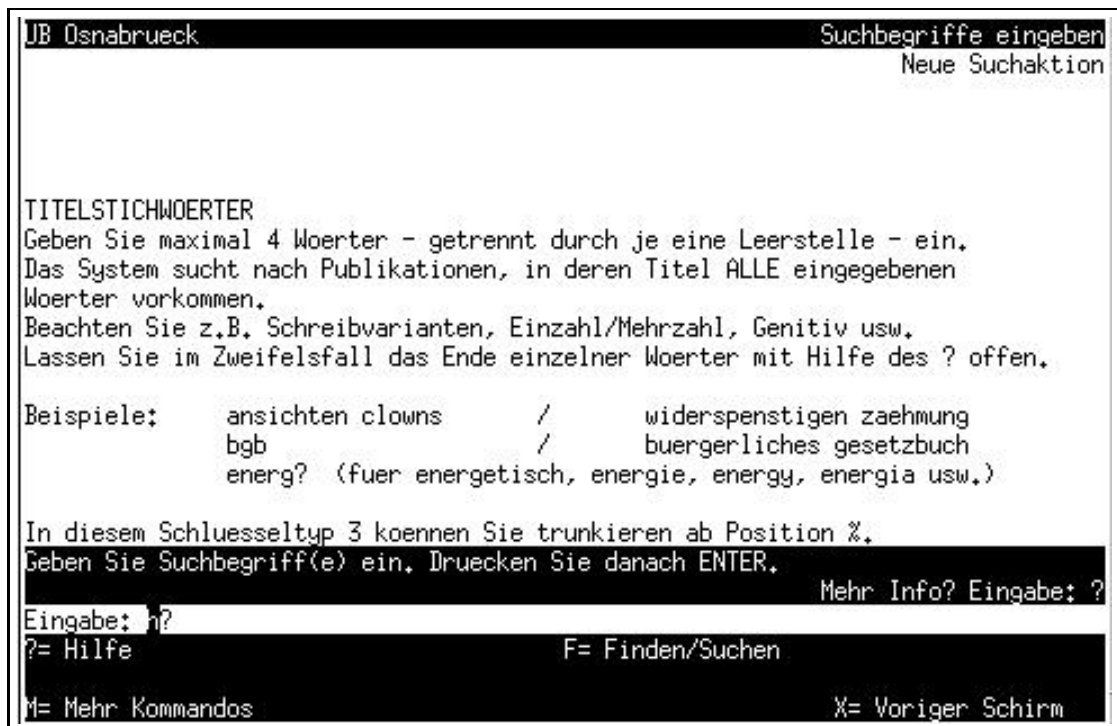 UB Osnabrueck Suchbegriffe eingeben
Neue Suchaktion
TITELSTICHWOERTER
Geben Sie maximal 4 Woerter - getrennt durch je eine Leerstelle - ein.
Das System sucht nach Publikationen, in deren Titel ALLE eingegebenen
Woerter vorkommen.
Beachten Sie z.B. Schreibvarianten, Einzahl/Mehrzahl, Genitiv usw.
Lassen Sie im Zweifelsfall das Ende einzelner Woerter mit Hilfe des ? offen.
Beispiele: ansichten clowns / widerspenstigen zaehmung
bgb / buergerliches gesetzbuch
energ? (fuer energetisch, energie, energy, energia usw.)
In diesem Schluesseltyp 3 koennen Sie trunkieren ab Position %.
Geben Sie Suchbegriff(e) ein. Druecken Sie danach ENTER.
Mehr Info? Eingabe: ?
Eingabe: h?
?= Hilfe F= Finden/Suchen
M= Mehr Kommandos X= Voriger Schirm